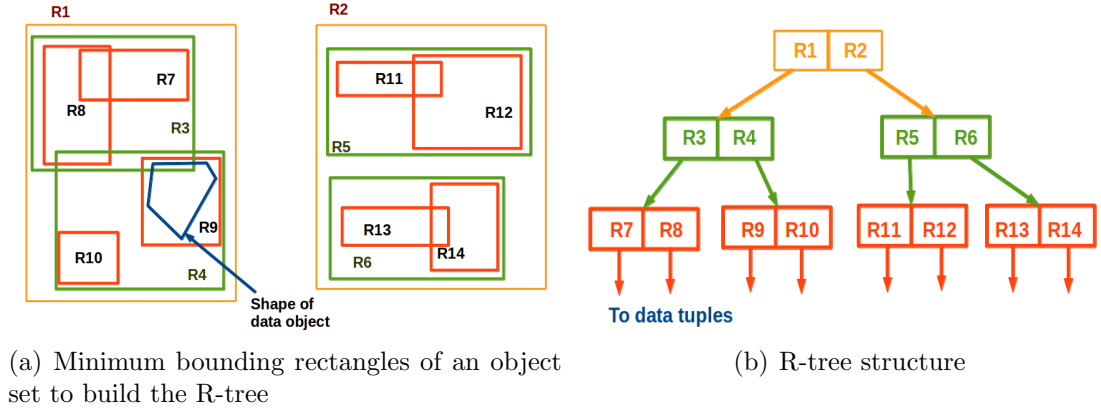 R1
R2
R7
R8
R3
R9
R10
R4
Shape of
data object
R11
R12
R5
R13
R14
R6
R1 R2
R3 R4
R5 R6
R7 R8
R9 R10
R11 R12
R13 R14
To data tuples
(a) Minimum bounding rectangles of an object
set to build the R-tree
(b) R-tree structure